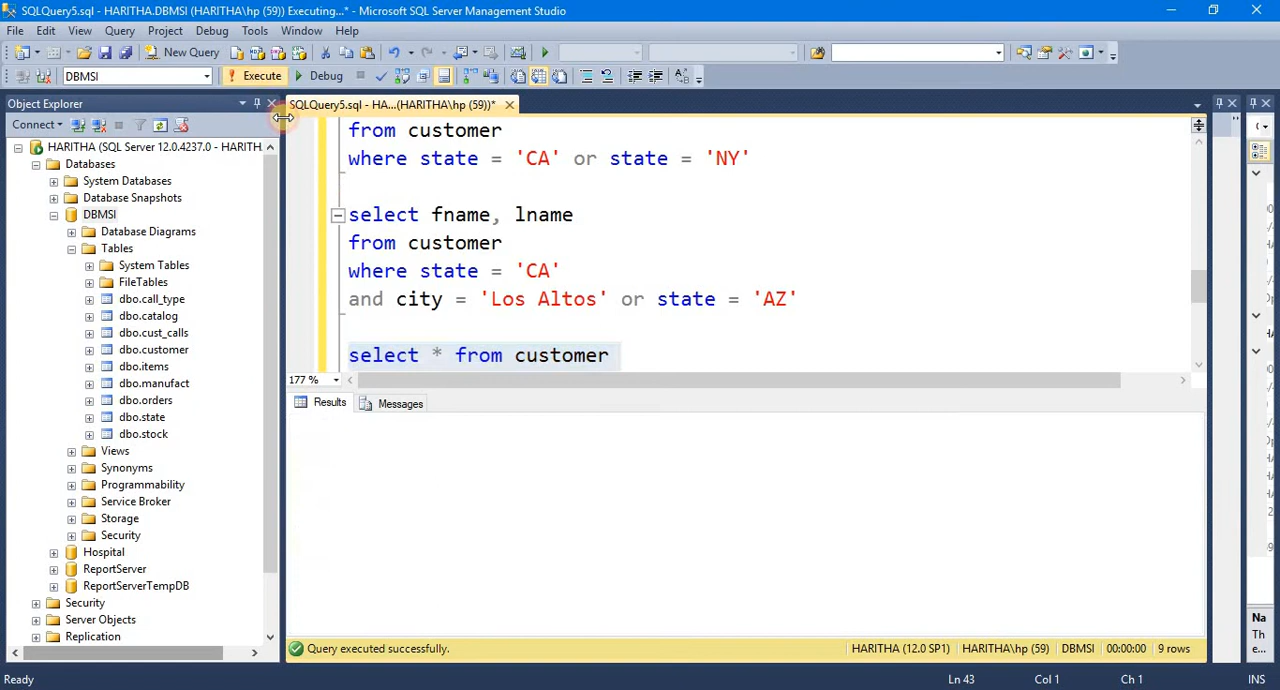 SQLQuery5.sql - HARITHA.DBMSI (HARITHA\hp (59)) Executing...* - Microsoft SQL Server Management Studio
File Edit View Query Project Debug Tools Window Help
New Query
DBMSI Execute Debug
Object Explorer
SQLQuery5.sql - HA...(HARITHA\hp (59))*
Connect
HARITHA (SQL Server 12.0.4237.0 - HARITH
Databases
System Databases
Database Snapshots
DBMSI
Database Diagrams
Tables
System Tables
FileTables
dbo.call_type
dbo.catalog
dbo.cust_calls
dbo.customer
dbo.items
dbo.manufact
dbo.orders
dbo.state
dbo.stock
Views
Synonyms
Programmability
Service Broker
Storage
Security
Hospital
ReportServer
ReportServerTempDB
Security
Server Objects
Replication
from customer
where state = 'CA' or state = 'NY'
select fname, lname
from customer
where state = 'CA'
and city = 'Los Altos' or state = 'AZ'
select * from customer
177 %
Results Messages
Query executed successfully. HARITHA (12.0 SP1) HARITHA\hp (59) DBMSI 00:00:00 9 rows
Na
Th
e...
Ready Ln 43 Col 1 Ch 1 INS